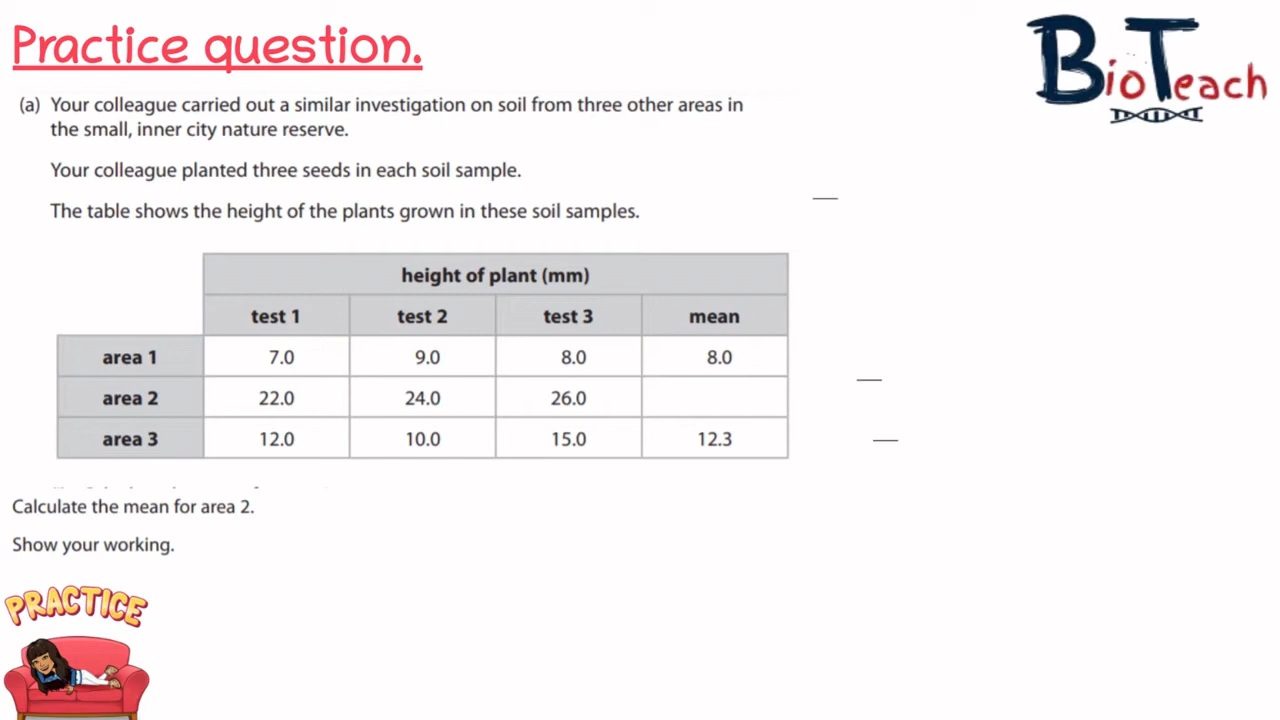 Practice question.
BioTeach
(a) Your colleague carried out a similar investigation on soil from three other areas in
the small, inner city nature reserve.
Your colleague planted three seeds in each soil sample.
The table shows the height of the plants grown in these soil samples.
height of plant (mm)
test 1 test 2 test 3 mean
area 1 7.0 9.0 8.0 8.0
area 2 22.0 24.0 26.0
area 3 12.0 10.0 15.0 12.3
Calculate the mean for area 2.
Show your working.
PRACTICE